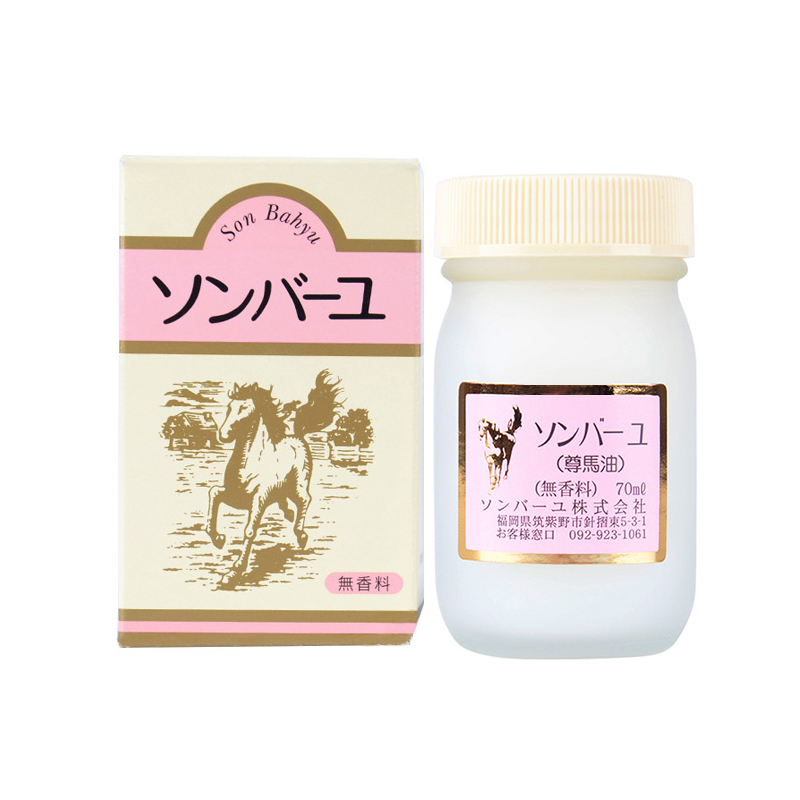 Son Bahyu
ソンバーユ
無香料
ソンバーユ
(尊馬油)
(無香料) 70mℓ
ソンバーユ株式会社
福岡県筑紫野市針摺東5-3-1
お客様窓口 092-923-1061